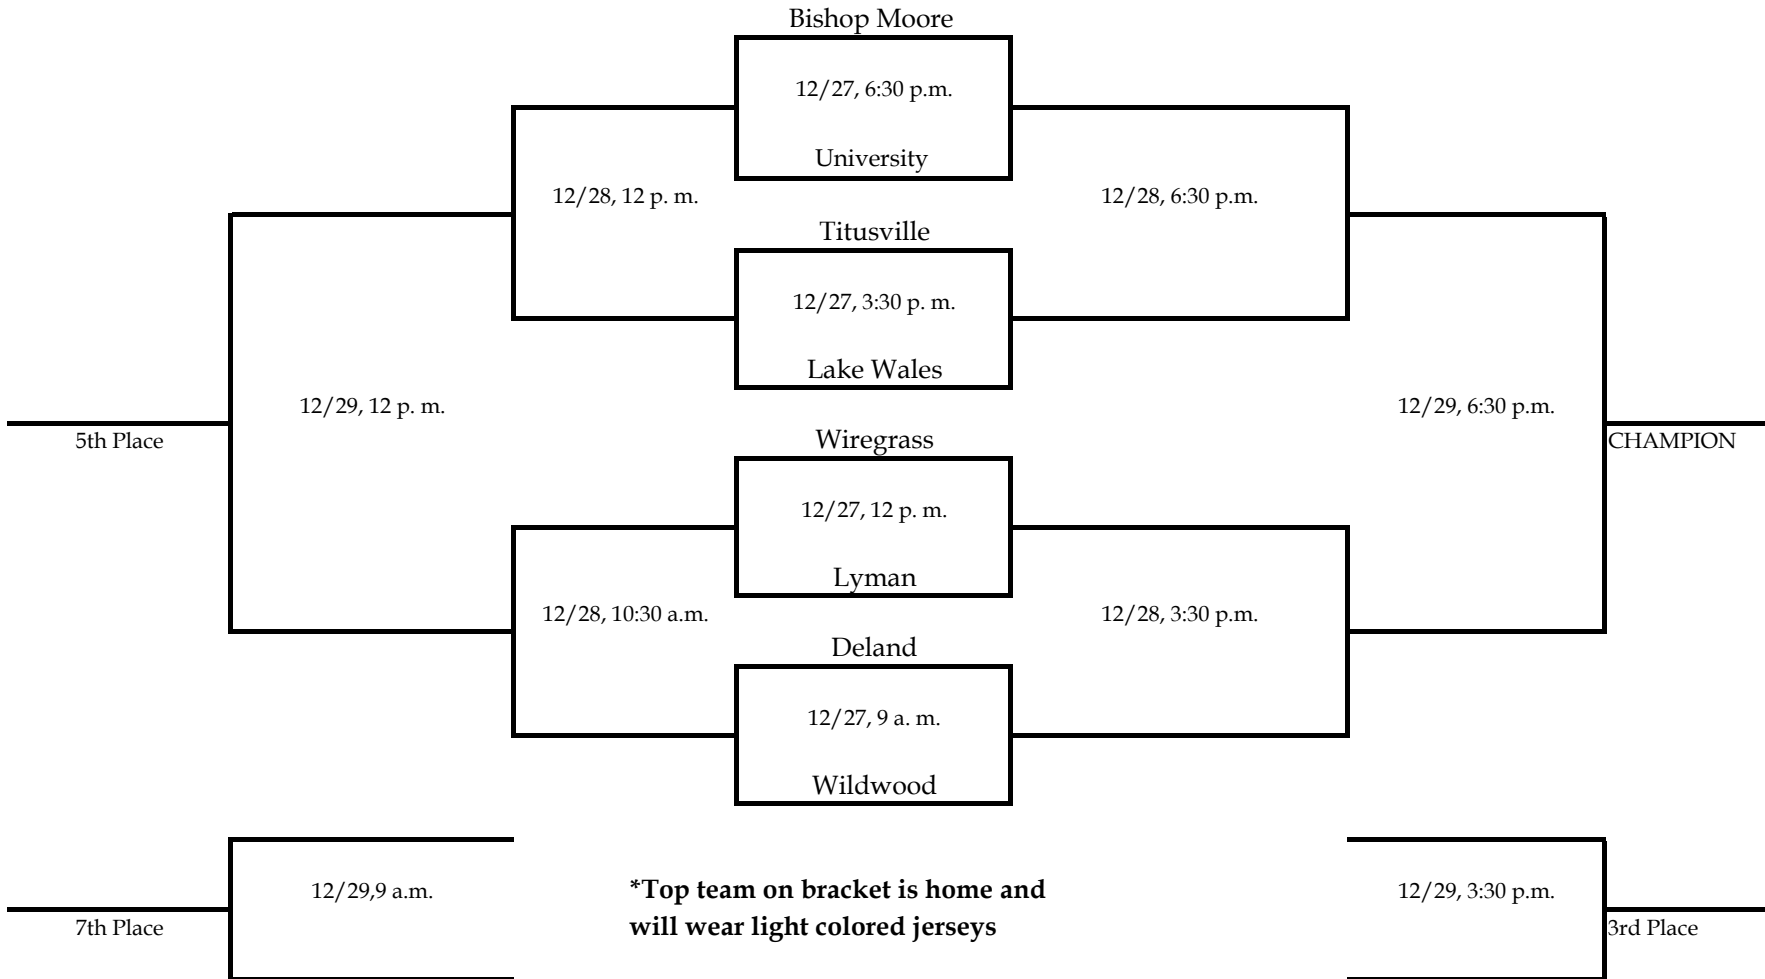 Bishop Moore
12/27, 6:30 p.m.
University
12/28, 12 p. m.
12/28, 6:30 p.m.
Titusville
12/27, 3:30 p. m.
Lake Wales
12/29, 12 p. m.
12/29, 6:30 p.m.
5th Place
Wiregrass
CHAMPION
12/27, 12 p. m.
Lyman
12/28, 10:30 a.m.
12/28, 3:30 p.m.
Deland
12/27, 9 a. m.
Wildwood
12/29,9 a.m.
*Top team on bracket is home and
will wear light colored jerseys
12/29, 3:30 p.m.
7th Place
3rd Place